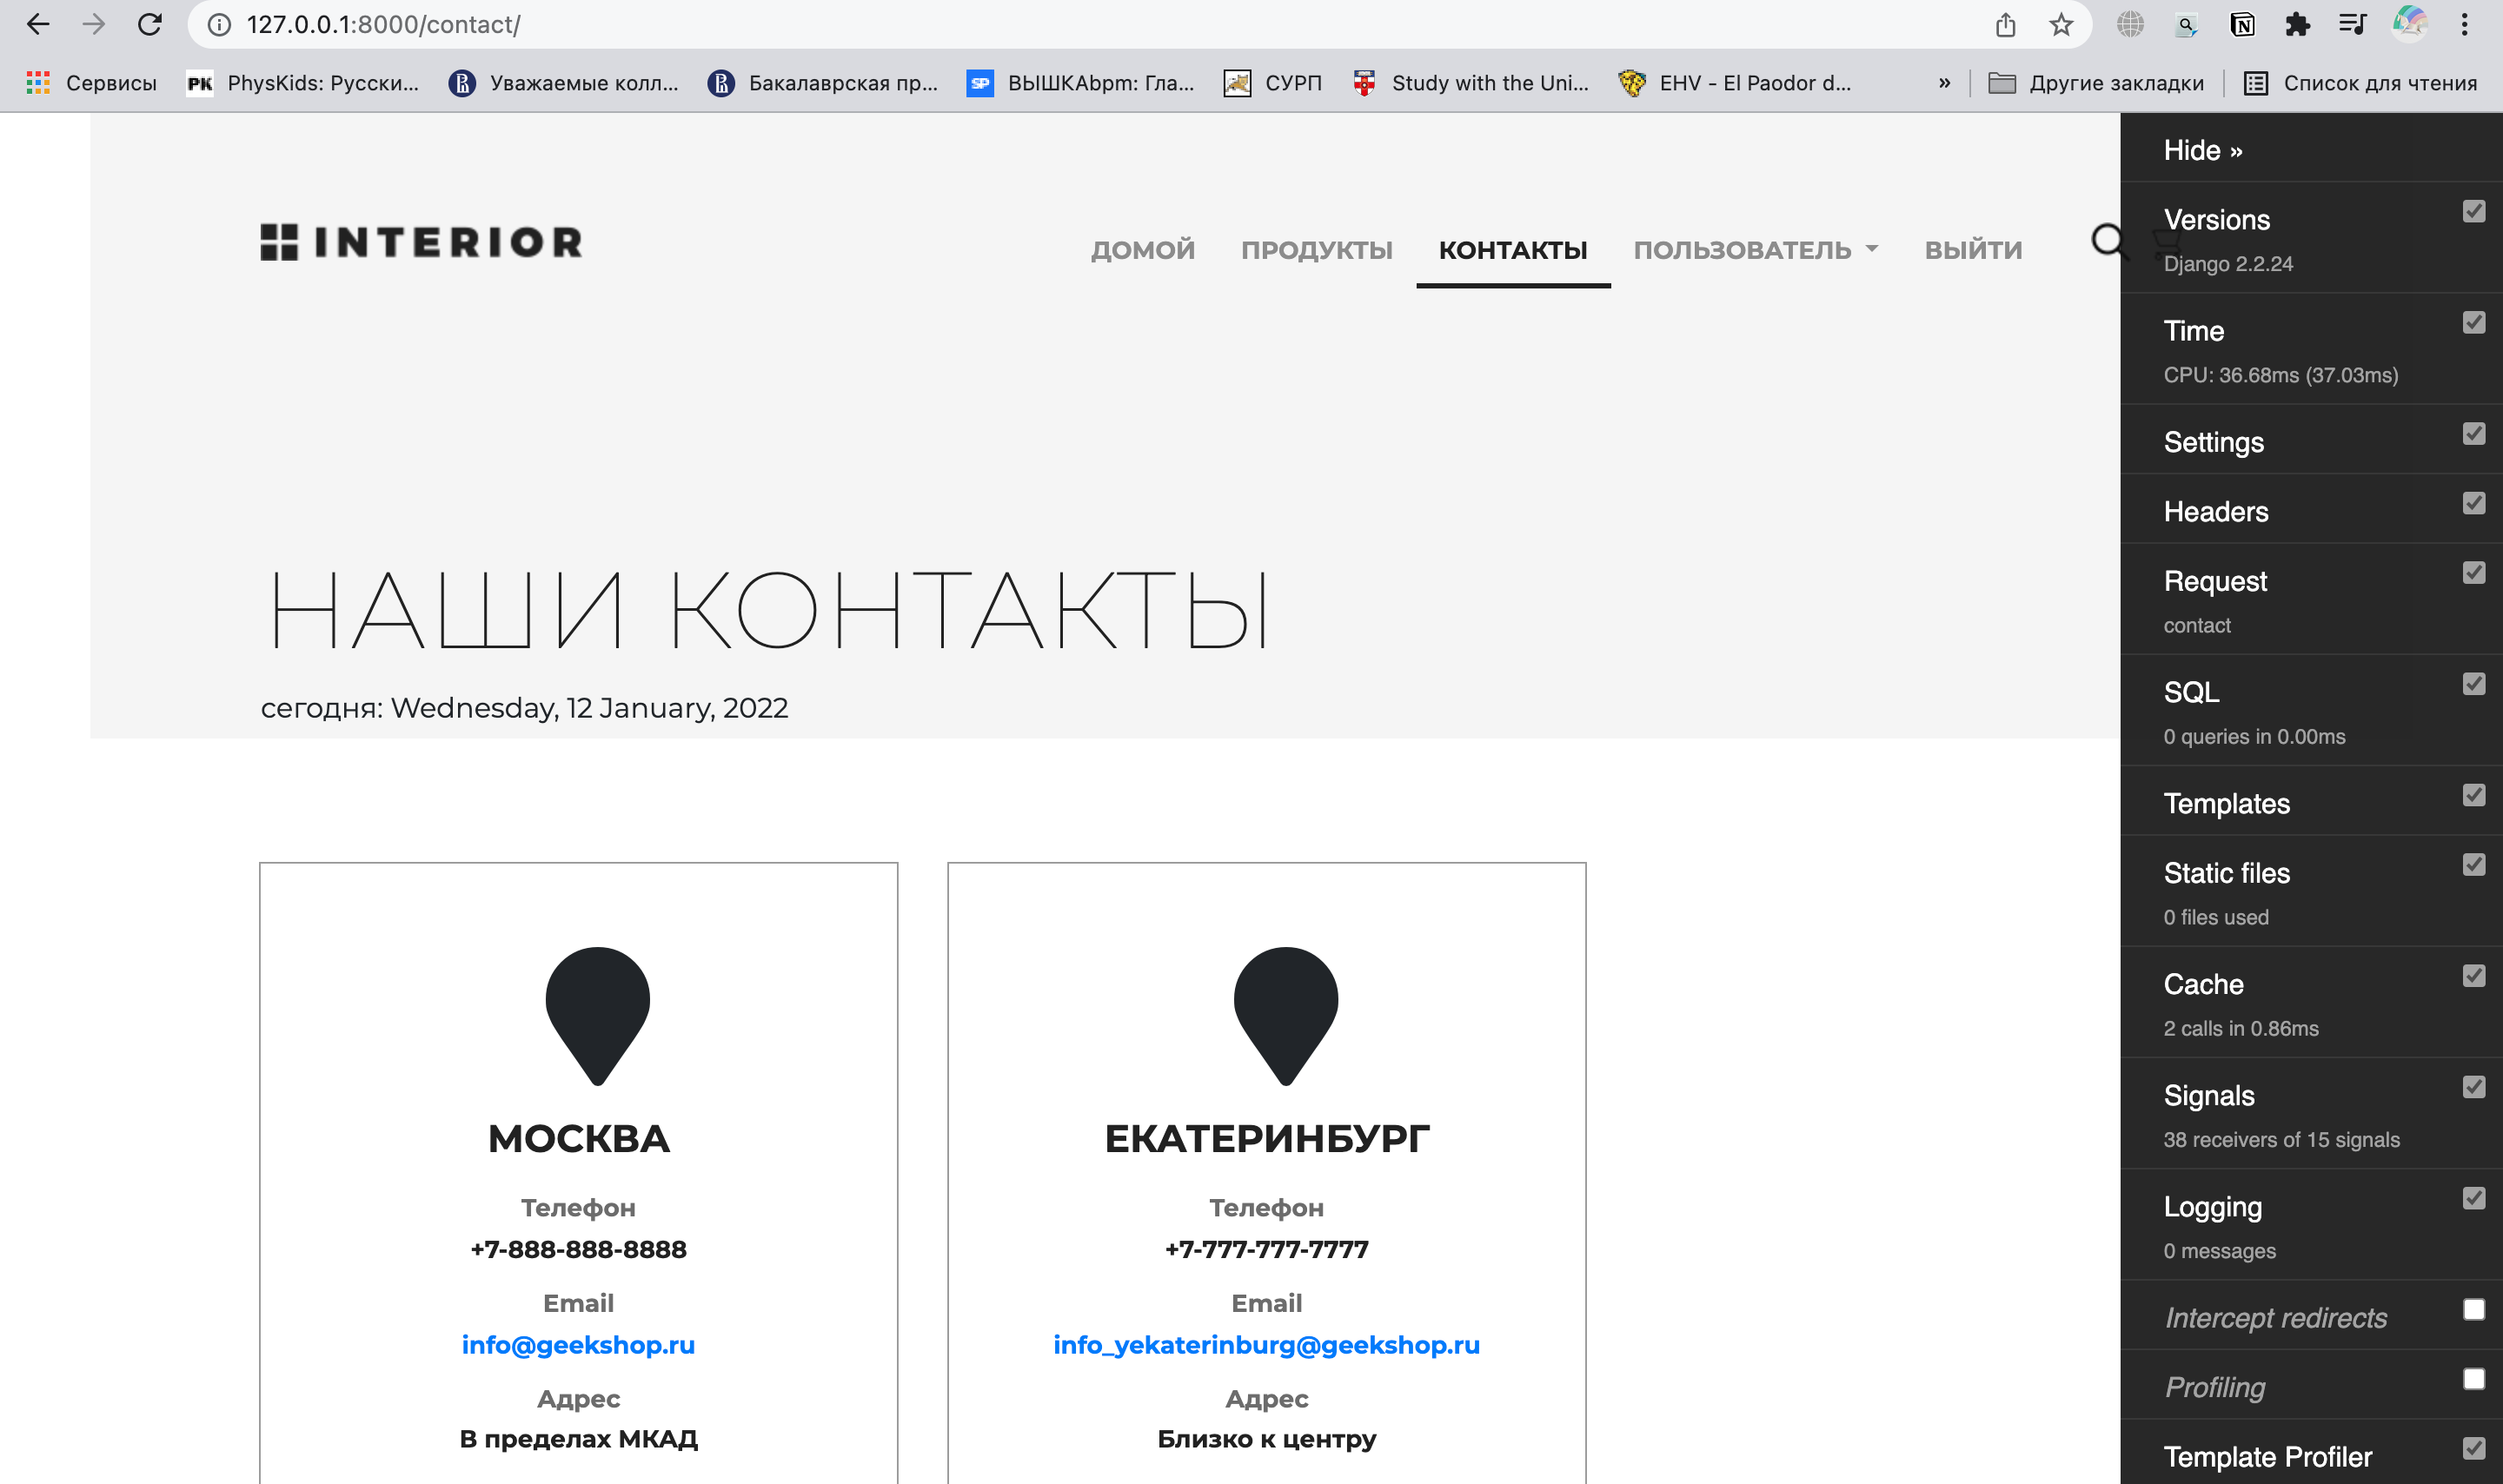 127.0.0.1:8000/contact/
Сервисы
PK
PhysKids: Русски...
Уважаемые колл...
Бакалаврская пр...
SP
ВЫШКАbpm: Гла...
СУРП
Study with the Uni...
EHV - El Paodor d...
»
Другие закладки
Список для чтения
INTERIOR
ДОМОЙ
ПРОДУКТЫ
КОНТАКТЫ
ПОЛЬЗОВАТЕЛЬ
ВЫЙТИ
НАШИ КОНТАКТЫ
сегодня: Wednesday, 12 January, 2022
МОСКВА
Телефон
+7-888-888-8888
Email
info@geekshop.ru
Адрес
В пределах МКАД
ЕКАТЕРИНБУРГ
Телефон
+7-777-777-7777
Email
info_yekaterinburg@geekshop.ru
Адрес
Близко к центру
Hide »
Versions
Django 2.2.24
Time
CPU: 36.68ms (37.03ms)
Settings
Headers
Request
contact
SQL
0 queries in 0.00ms
Templates
Static files
0 files used
Cache
2 calls in 0.86ms
Signals
38 receivers of 15 signals
Logging
0 messages
Intercept redirects
Profiling
Template Profiler